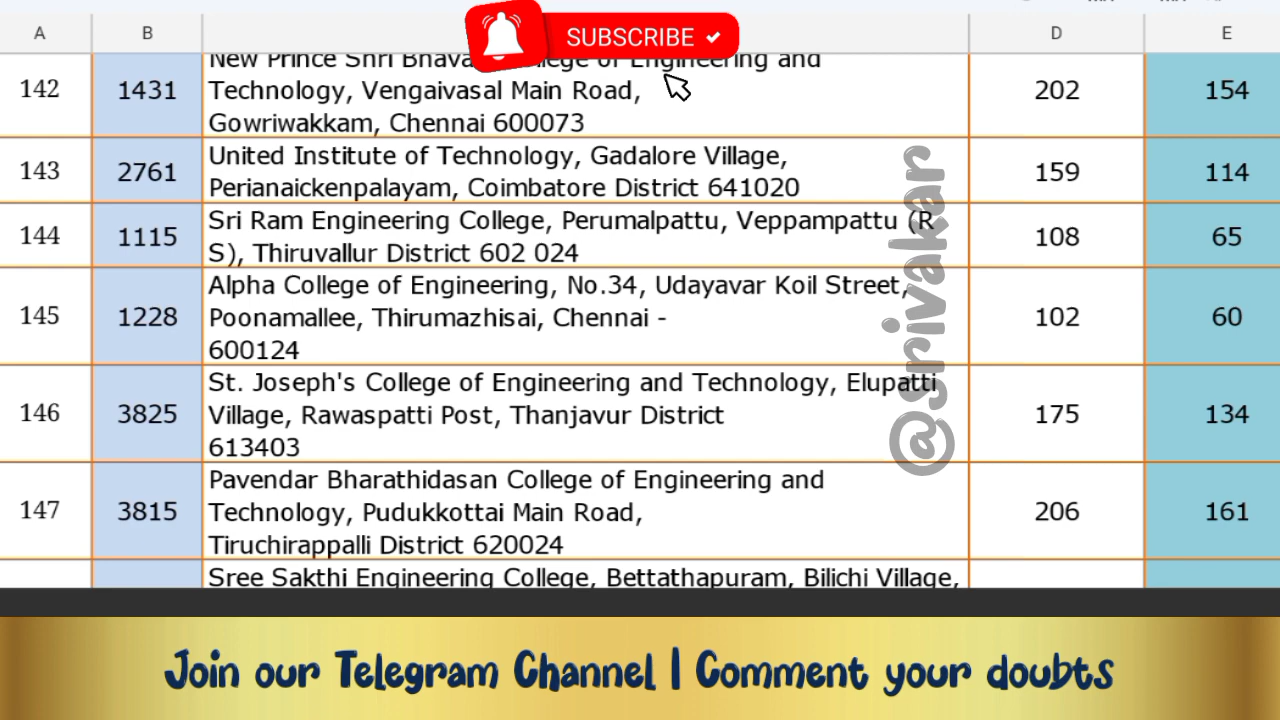 SUBSCRIBE
A B D E
New Prince Shri College of Engineering and
142 1431 Technology, Vengaivasal Main Road, 202 154
Gowriwakkam, Chennai 600073
United Institute of Technology, Gadalore Village,
143 2761 159 114
Perianaickenpalayam, Coimbatore District 641020
Sri Ram Engineering College, Perumalpattu, Veppampattu (R
144 1115 108 65
S), Thiruvallur District 602 024
Alpha College of Engineering, No.34, Udayavar Koil Street,
145 1228 Poonamallee, Thirumazhisai, Chennai - 102 60
600124
St. Joseph's College of Engineering and Technology, Elupatti
146 3825 Village, Rawaspatti Post, Thanjavur District 175 134
613403
Pavendar Bharathidasan College of Engineering and
147 3815 Technology, Pudukkottai Main Road, 206 161
Tiruchirappalli District 620024
Sree Sakthi Engineering College, Bettathapuram, Bilichi Village,
@Srivakar
Join our Telegram Channel | Comment your doubts